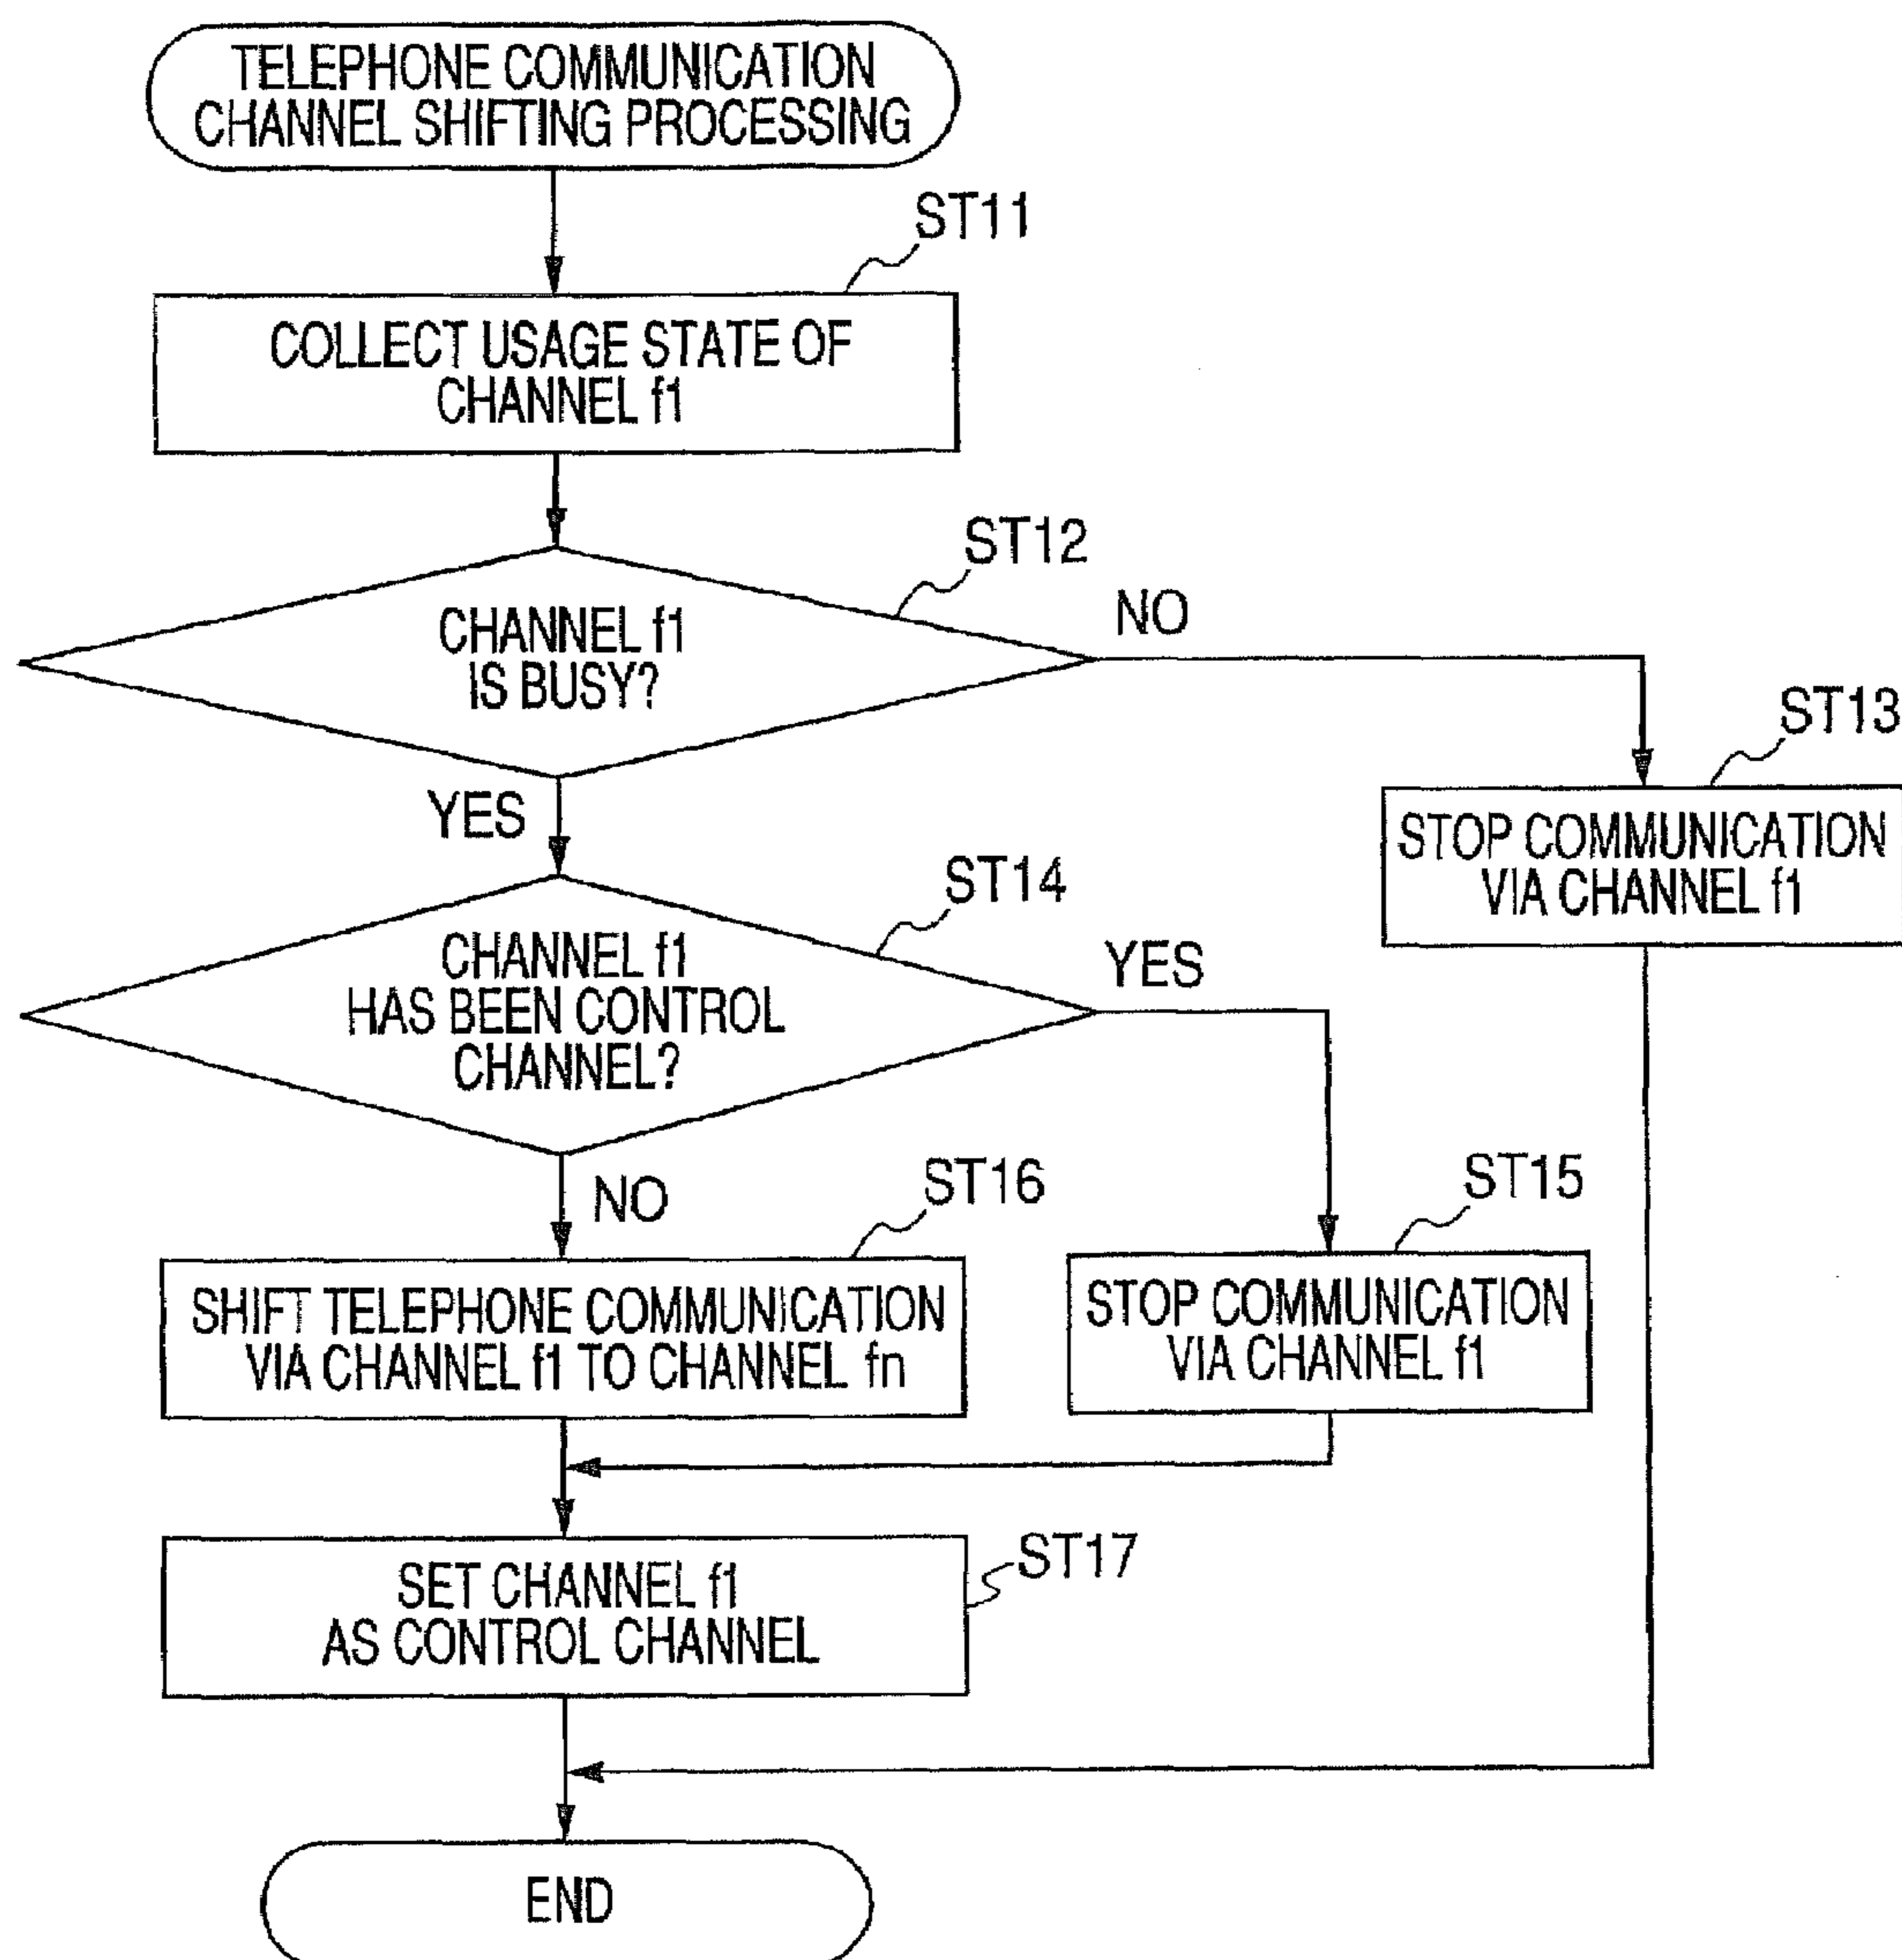 TELEPHONE COMMUNICATION
CHANNEL SHIFTING PROCESSING
ST11
COLLECT USAGE STATE OF
CHANNEL f1
ST12
CHANNEL f1
IS BUSY?
NO
ST13
STOP COMMUNICATION
VIA CHANNEL f1
YES
ST14
CHANNEL f1
HAS BEEN CONTROL
CHANNEL?
YES
ST15
STOP COMMUNICATION
VIA CHANNEL f1
NO
ST16
SHIFT TELEPHONE COMMUNICATION
VIA CHANNEL f1 TO CHANNEL fn
ST17
SET CHANNEL f1
AS CONTROL CHANNEL
END